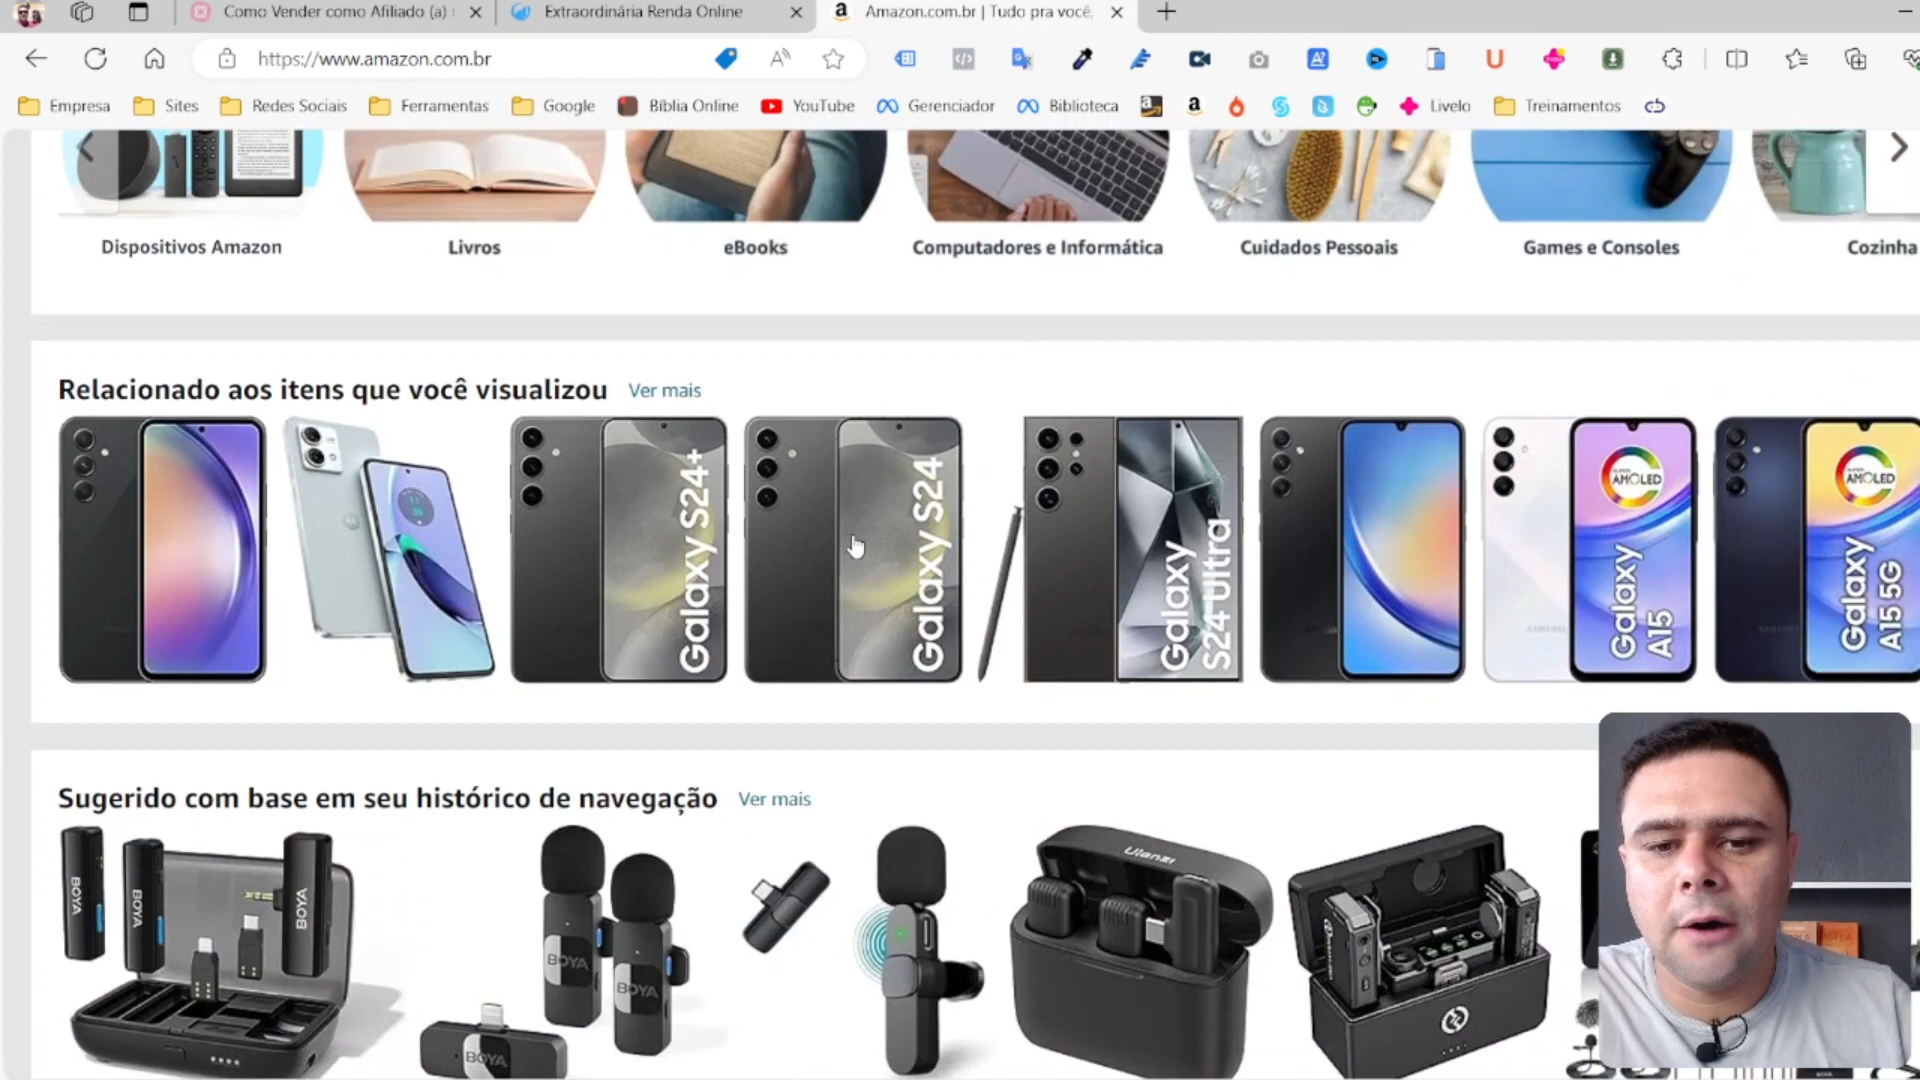 Como Vender como Afiliado (a)
Extraordinária Renda Online
Amazon.com.br | Tudo pra você,
https://www.amazon.com.br
Empresa
Sites
Redes Sociais
Ferramentas
Google
Bíblia Online
YouTube
Gerenciador
Biblioteca
Livelo
Treinamentos
Dispositivos Amazon
Livros
eBooks
Computadores e Informática
Cuidados Pessoais
Games e Consoles
Cozinha
Relacionado aos itens que você visualizou
Ver mais
Galaxy S24+
Galaxy S24
Galaxy
S24 Ultra
SUPER
AMOLED
Galaxy
A15
SAMSUNG
SUPER
AMOLED
Galaxy
A15 5G
SAMSUNG
Sugerido com base em seu histórico de navegação
Ver mais
BOYA
BOYA
BOYA
BOYA
BOYA
BOYA
Ulanzi